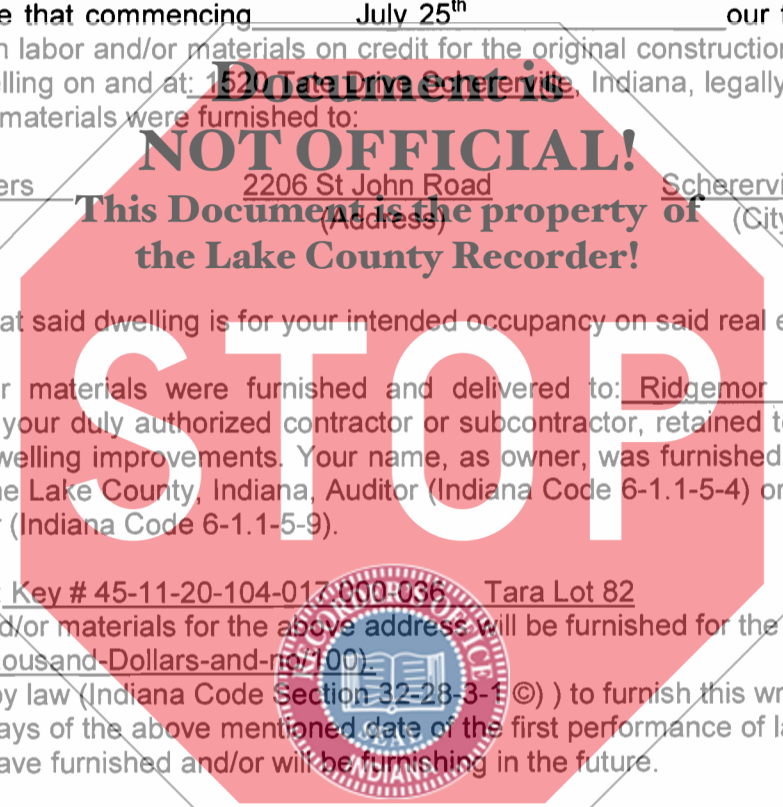 e that commencing July 25th our
n labor and/or materials on credit for the original construction
lling on and at: 1520 Tate Drive Schererville, Indiana, legally
Document is
materials were furnished to:
NOT OFFICIAL!
ers 2206 St John Road SchererVi
This Document is the property of
(Address) (City
the Lake County Recorder!
at said dwelling is for your intended occupancy on said real e
STOP
r materials were furnished and delivered to: Ridgemor
your duly authorized contractor or subcontractor, retained t
welling improvements. Your name, as owner, was furnished
e Lake County, Indiana, Auditor (Indiana Code 6-1.1-5-4) or
(Indiana Code 6-1.1-5-9).
Key # 45-11-20-104-017.000-036 Tara Lot 82
d/or materials for the above address will be furnished for the
ousand-Dollars-and-no/100).
by law (Indiana Code Section 32-28-3-1 ©) ) to furnish this wr
ays of the above mentioned date of the first performance of la
ave furnished and/or will be furnishing in the future.
RECORDER'S OFFICE
SEAL
INDIANA